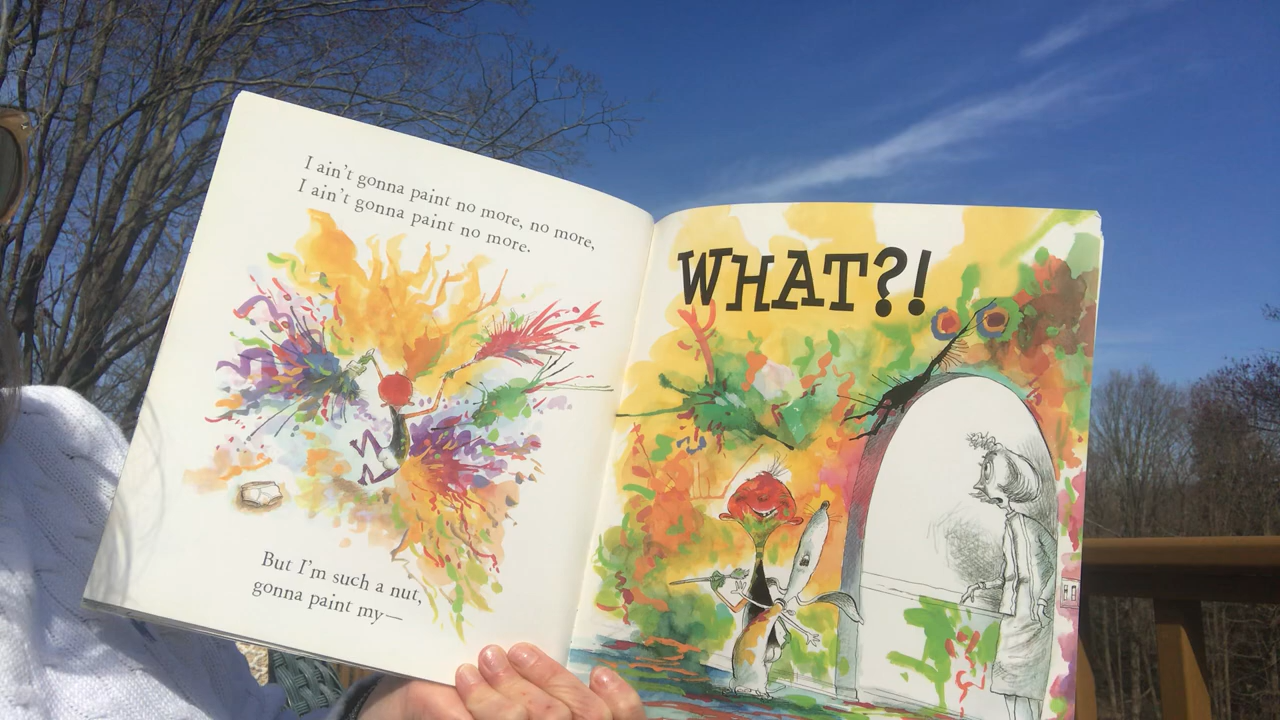 I ain't gonna paint no more, no more,
I ain't gonna paint no more.
But I'm such a nut,
gonna paint my—
WHAT?!